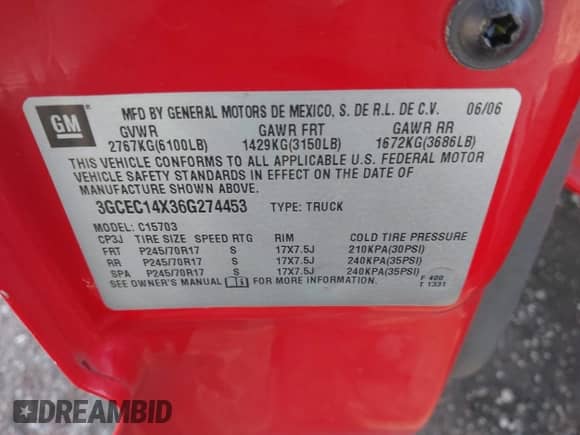 GM
MFD BY GENERAL MOTORS DE MEXICO, S. DE R.L. DE C.V. 06/06
GVWR GAWR FRT GAWR RR
2767KG(6100LB) 1429KG(3150LB) 1672KG(3686LB)
THIS VEHICLE CONFORMS TO ALL APPLICABLE U.S. FEDERAL MOTOR
VEHICLE SAFETY STANDARDS IN EFFECT ON THE DATE OF
MANUFACTURE SHOWN ABOVE.
3GCEC14X36G274453 TYPE: TRUCK
MODEL: C15703
CP3J TIRE SIZE SPEED RTG RIM COLD TIRE PRESSURE
FRT P245/70R17 S 17X7.5J 210KPA(30PSI)
RR P245/70R17 S 17X7.5J 240KPA(35PSI)
SPA P245/70R17 S 17X7.5J 240KPA(35PSI)
SEE OWNER'S MANUAL FOR MORE INFORMATION.
F 400
T 1331
DREAMBID